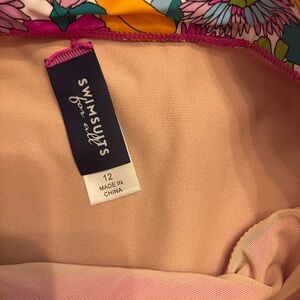 SWIMSUITS
for all
12
MADE IN
CHINA